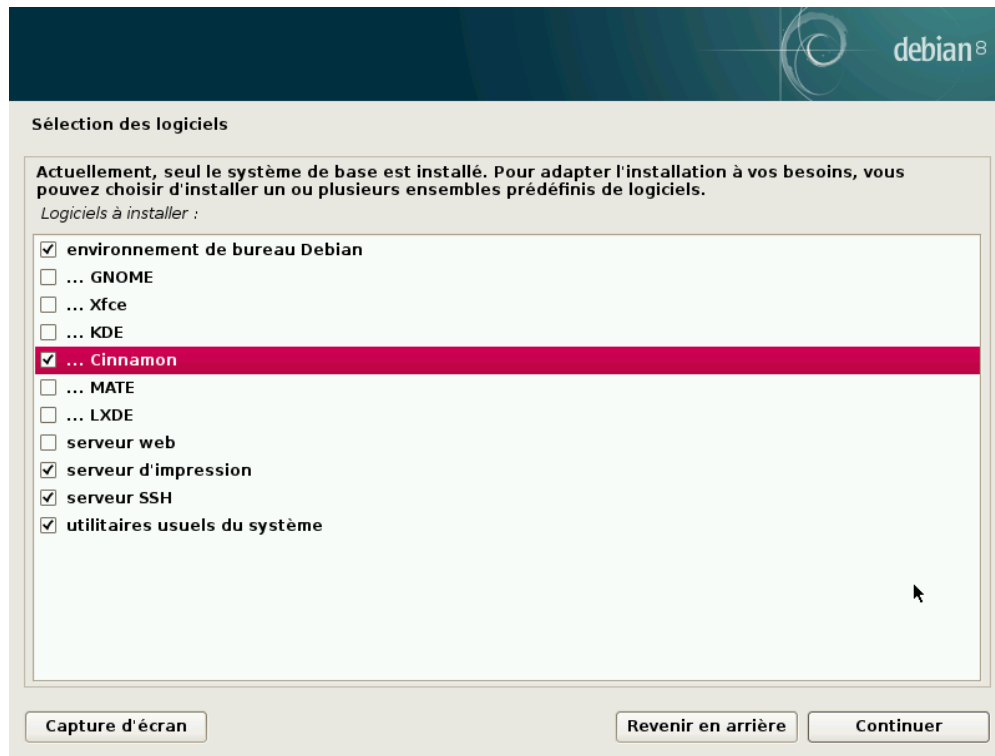 debian 8
Sélection des logiciels
Actuellement, seul le système de base est installé. Pour adapter l'installation à vos besoins, vous
pouvez choisir d'installer un ou plusieurs ensembles prédéfinis de logiciels.
Logiciels à installer :
environnement de bureau Debian
... GNOME
... Xfce
... KDE
... Cinnamon
... MATE
... LXDE
serveur web
serveur d'impression
serveur SSH
utilitaires usuels du système
Capture d'écran
Revenir en arrière
Continuer